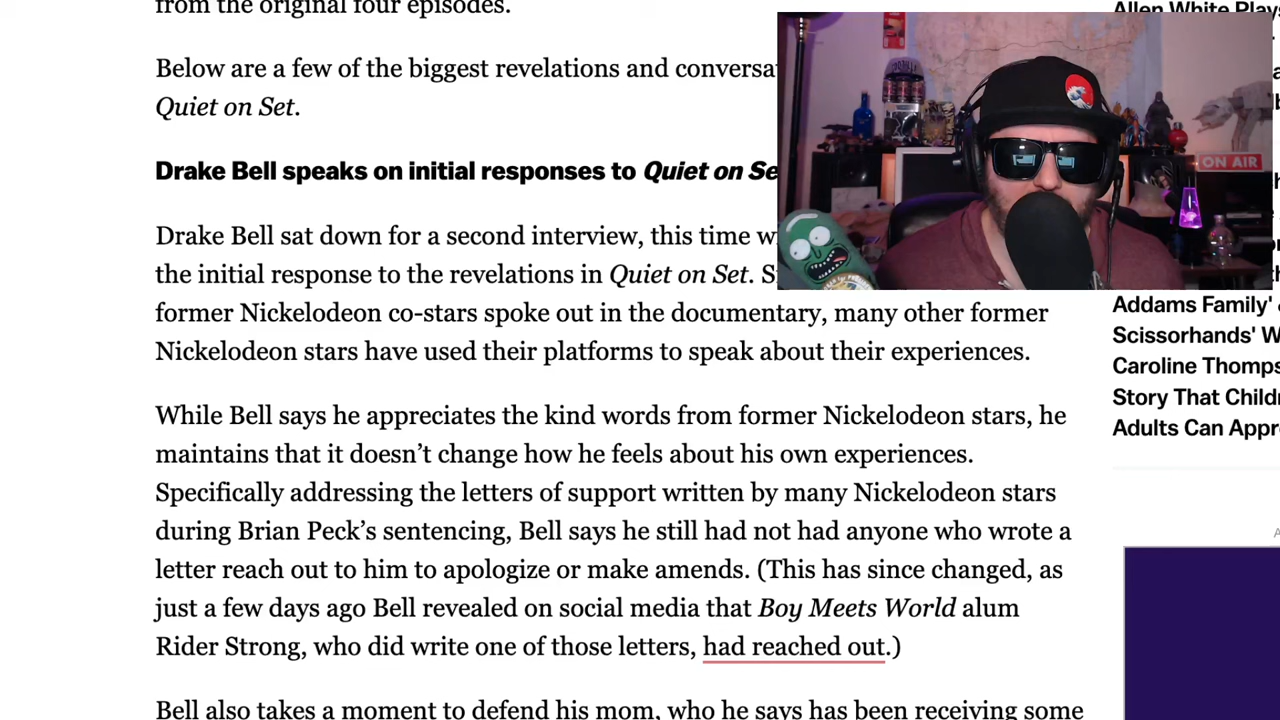 from the original four episodes.
Below are a few of the biggest revelations and
Quiet on Set.
Drake Bell speaks on initial responses to Quiet on
Drake Bell sat down for a second interview, this time
the initial response to the revelations in Quiet on Set.
former Nickelodeon co-stars spoke out in the documentary, many other former
Nickelodeon stars have used their platforms to speak about their experiences.
While Bell says he appreciates the kind words from former Nickelodeon stars, he
maintains that it doesn’t change how he feels about his own experiences.
Specifically addressing the letters of support written by many Nickelodeon stars
during Brian Peck’s sentencing, Bell says he still had not had anyone who wrote a
letter reach out to him to apologize or make amends. (This has since changed, as
just a few days ago Bell revealed on social media that Boy Meets World alum
Rider Strong, who did write one of those letters, had reached out.)
Bell also takes a moment to defend his mom, who he says has been receiving some
ON AIR
Allen White
Addams Family'
Scissorhands'
Caroline
Story That
Adults Can